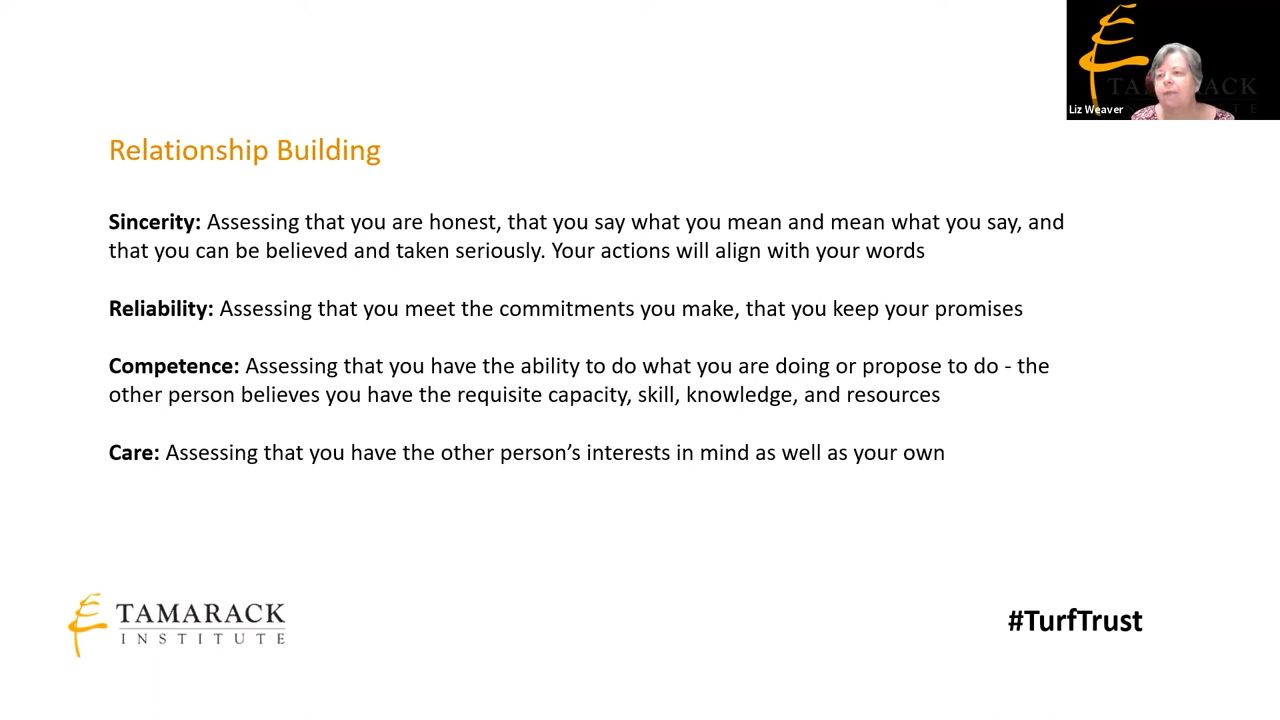 TAMARACK
Liz Weaver
Relationship Building
Sincerity: Assessing that you are honest, that you say what you mean and mean what you say, and
that you can be believed and taken seriously. Your actions will align with your words
Reliability: Assessing that you meet the commitments you make, that you keep your promises
Competence: Assessing that you have the ability to do what you are doing or propose to do - the
other person believes you have the requisite capacity, skill, knowledge, and resources
Care: Assessing that you have the other person’s interests in mind as well as your own
TAMARACK
INSTITUTE
#TurfTrust